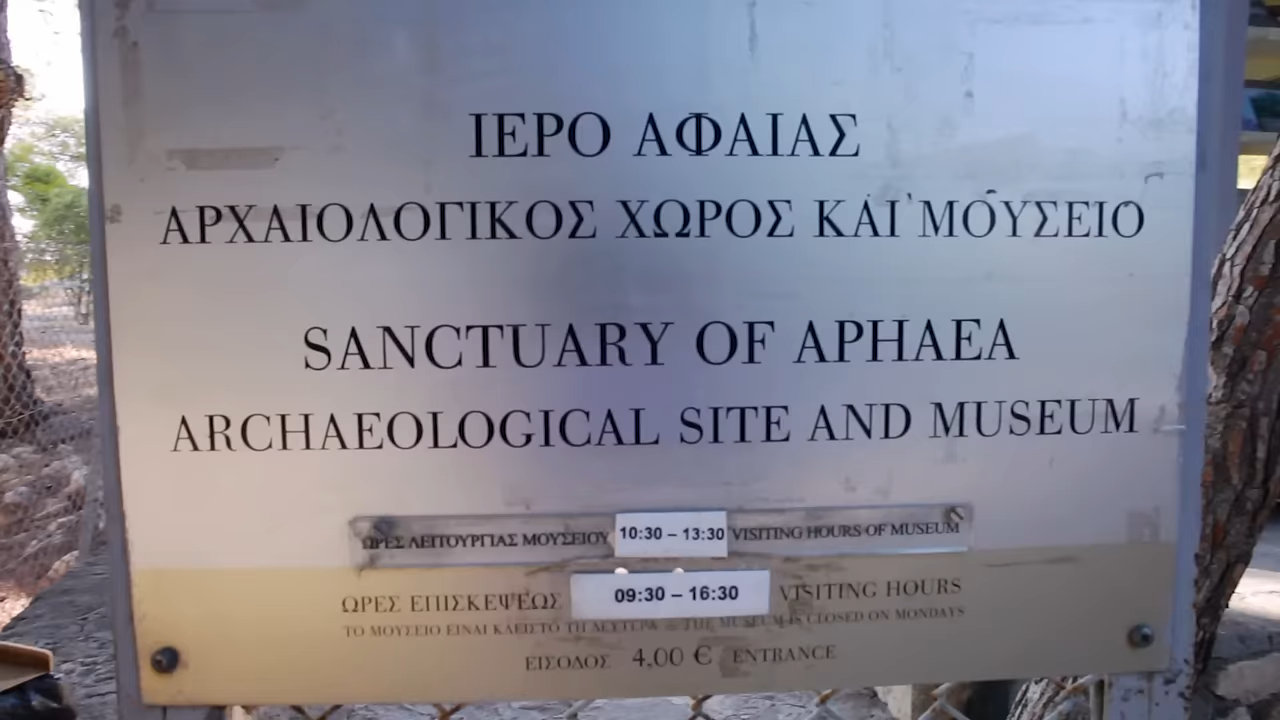 ΙΕΡΟ ΑΦΑΙΑΣ
ΑΡΧΑΙΟΛΟΓΙΚΟΣ ΧΩΡΟΣ ΚΑΙ ΜΟΥΣΕΙΟ
SANCTUARY OF APHAEA
ARCHAEOLOGICAL SITE AND MUSEUM
ΩΡΕΣ ΛΕΙΤΟΥΡΓΙΑΣ ΜΟΥΣΕΙΟΥ 10:30 – 13:30 VISITING HOURS OF MUSEUM
ΩΡΕΣ ΕΠΙΣΚΕΨΕΩΣ 09:30 – 16:30 VISITING HOURS
ΤΟ ΜΟΥΣΕΙΟ ΕΙΝΑΙ ΚΛΕΙΣΤΟ ΤΗ ΔΕΥΤΕΡΑ - THE MUSEUM IS CLOSED ON MONDAYS
ΕΙΣΟΔΟΣ 4,00 € ENTRANCE